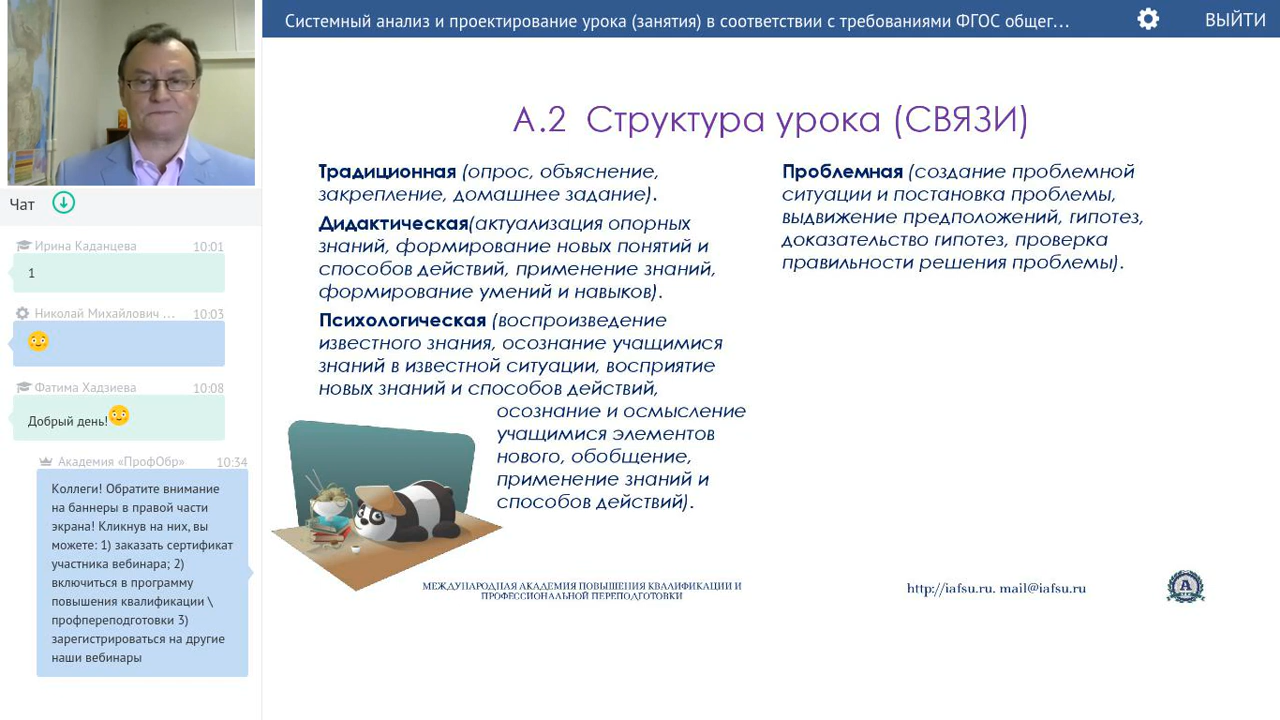 Системный анализ и проектирование урока (занятия) в соответствии с требованиями ФГОС общег...
ВЫЙТИ
Чат
Ирина Каданцева 10:01
1
Николай Михайлович ... 10:03
Фатима Хадзиева 10:08
Добрый день!
Академия «ПрофОбр» 10:34
Коллеги! Обратите внимание
на баннеры в правой части
экрана! Кликнув на них, вы
можете: 1) заказать сертификат
участника вебинара; 2)
включиться в программу
повышения квалификации \
профпереподготовки 3)
зарегистрироваться на другие
наши вебинары
А.2 Структура урока (СВЯЗИ)
Традиционная (опрос, объяснение,
закрепление, домашнее задание).
Дидактическая(актуализация опорных
знаний, формирование новых понятий и
способов действий, применение знаний,
формирование умений и навыков).
Психологическая (воспроизведение
известного знания, осознание учащимися
знаний в известной ситуации, восприятие
новых знаний и способов действий,
осознание и осмысление
учащимися элементов
нового, обобщение,
применение знаний и
способов действий).
Проблемная (создание проблемной
ситуации и постановка проблемы,
выдвижение предположений, гипотез,
доказательство гипотез, проверка
правильности решения проблемы).
МЕЖДУНАРОДНАЯ АКАДЕМИЯ ПОВЫШЕНИЯ КВАЛИФИКАЦИИ И
ПРОФЕССИОНАЛЬНОЙ ПЕРЕПОДГОТОВКИ
http://iafsu.ru. mail@iafsu.ru